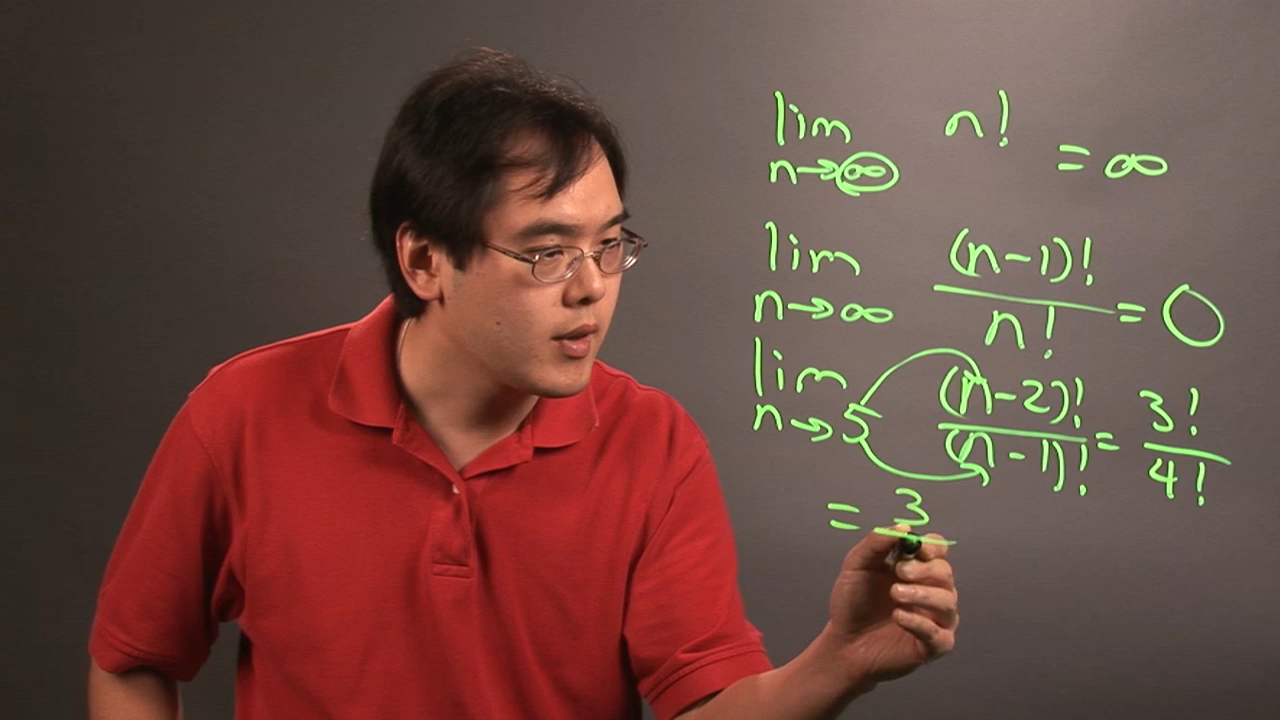 lim n! = ∞
n→∞
lim (n-1)! / n! = 0
n→∞
lim (n-2)! / (n-1)! = 3! / 4!
n→5
= 3